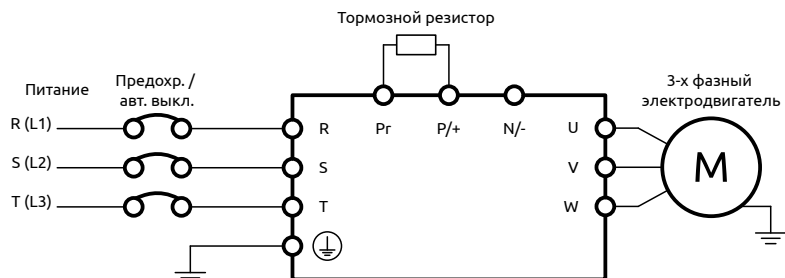 Тормозной резистор
Питание
Предохр. /
авт. выкл.
3-х фазный
электродвигатель
R (L1)
R
Pr
P/+
N/-
U
S (L2)
S
V
M
T (L3)
T
W